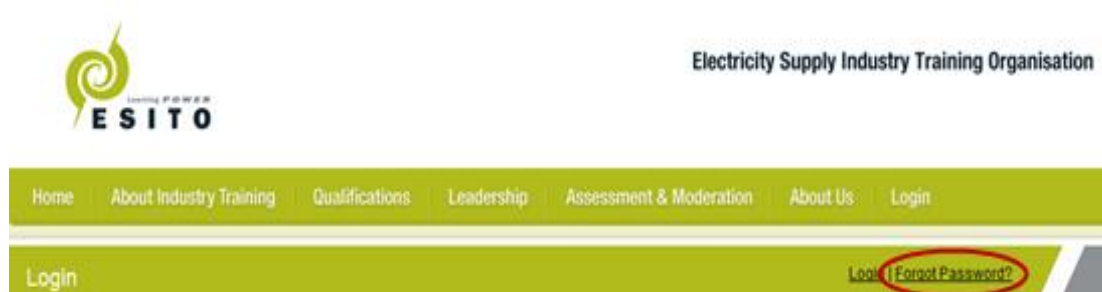 Electricity Supply Industry Training Organisation
Learning POWER
ESITO
Home About Industry Training Qualifications Leadership Assessment & Moderation About Us Login
Login Login | Forgot Password?